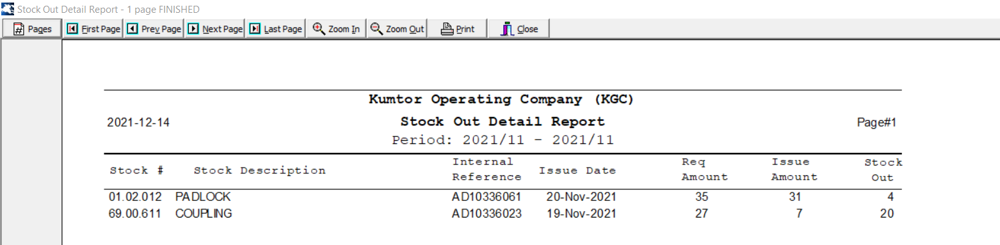 Stock Out Detail Report - 1 page FINISHED
Pages First Page Prev Page Next Page Last Page Zoom In Zoom Out Print Close
Kumtor Operating Company (KGC)
2021-12-14 Stock Out Detail Report Page#1
Period: 2021/11 - 2021/11
Stock # Stock Description Internal Reference Issue Date Req Amount Issue Amount Stock Out
01.02.012 PADLOCK AD10336061 20-Nov-2021 35 31 4
69.00.611 COUPLING AD10336023 19-Nov-2021 27 7 20